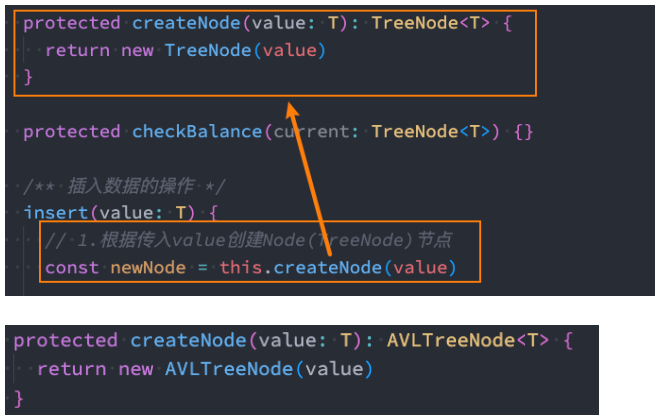 protected createNode(value: T): TreeNode<T> {
return new TreeNode(value)
}
protected checkBalance(current: TreeNode<T>) {}
/** 插入数据的操作 */
insert(value: T) {
// 1.根据传入value创建Node(TreeNode)节点
const newNode = this.createNode(value)
protected createNode(value: T): AVLTreeNode<T> {
return new AVLTreeNode(value)
}